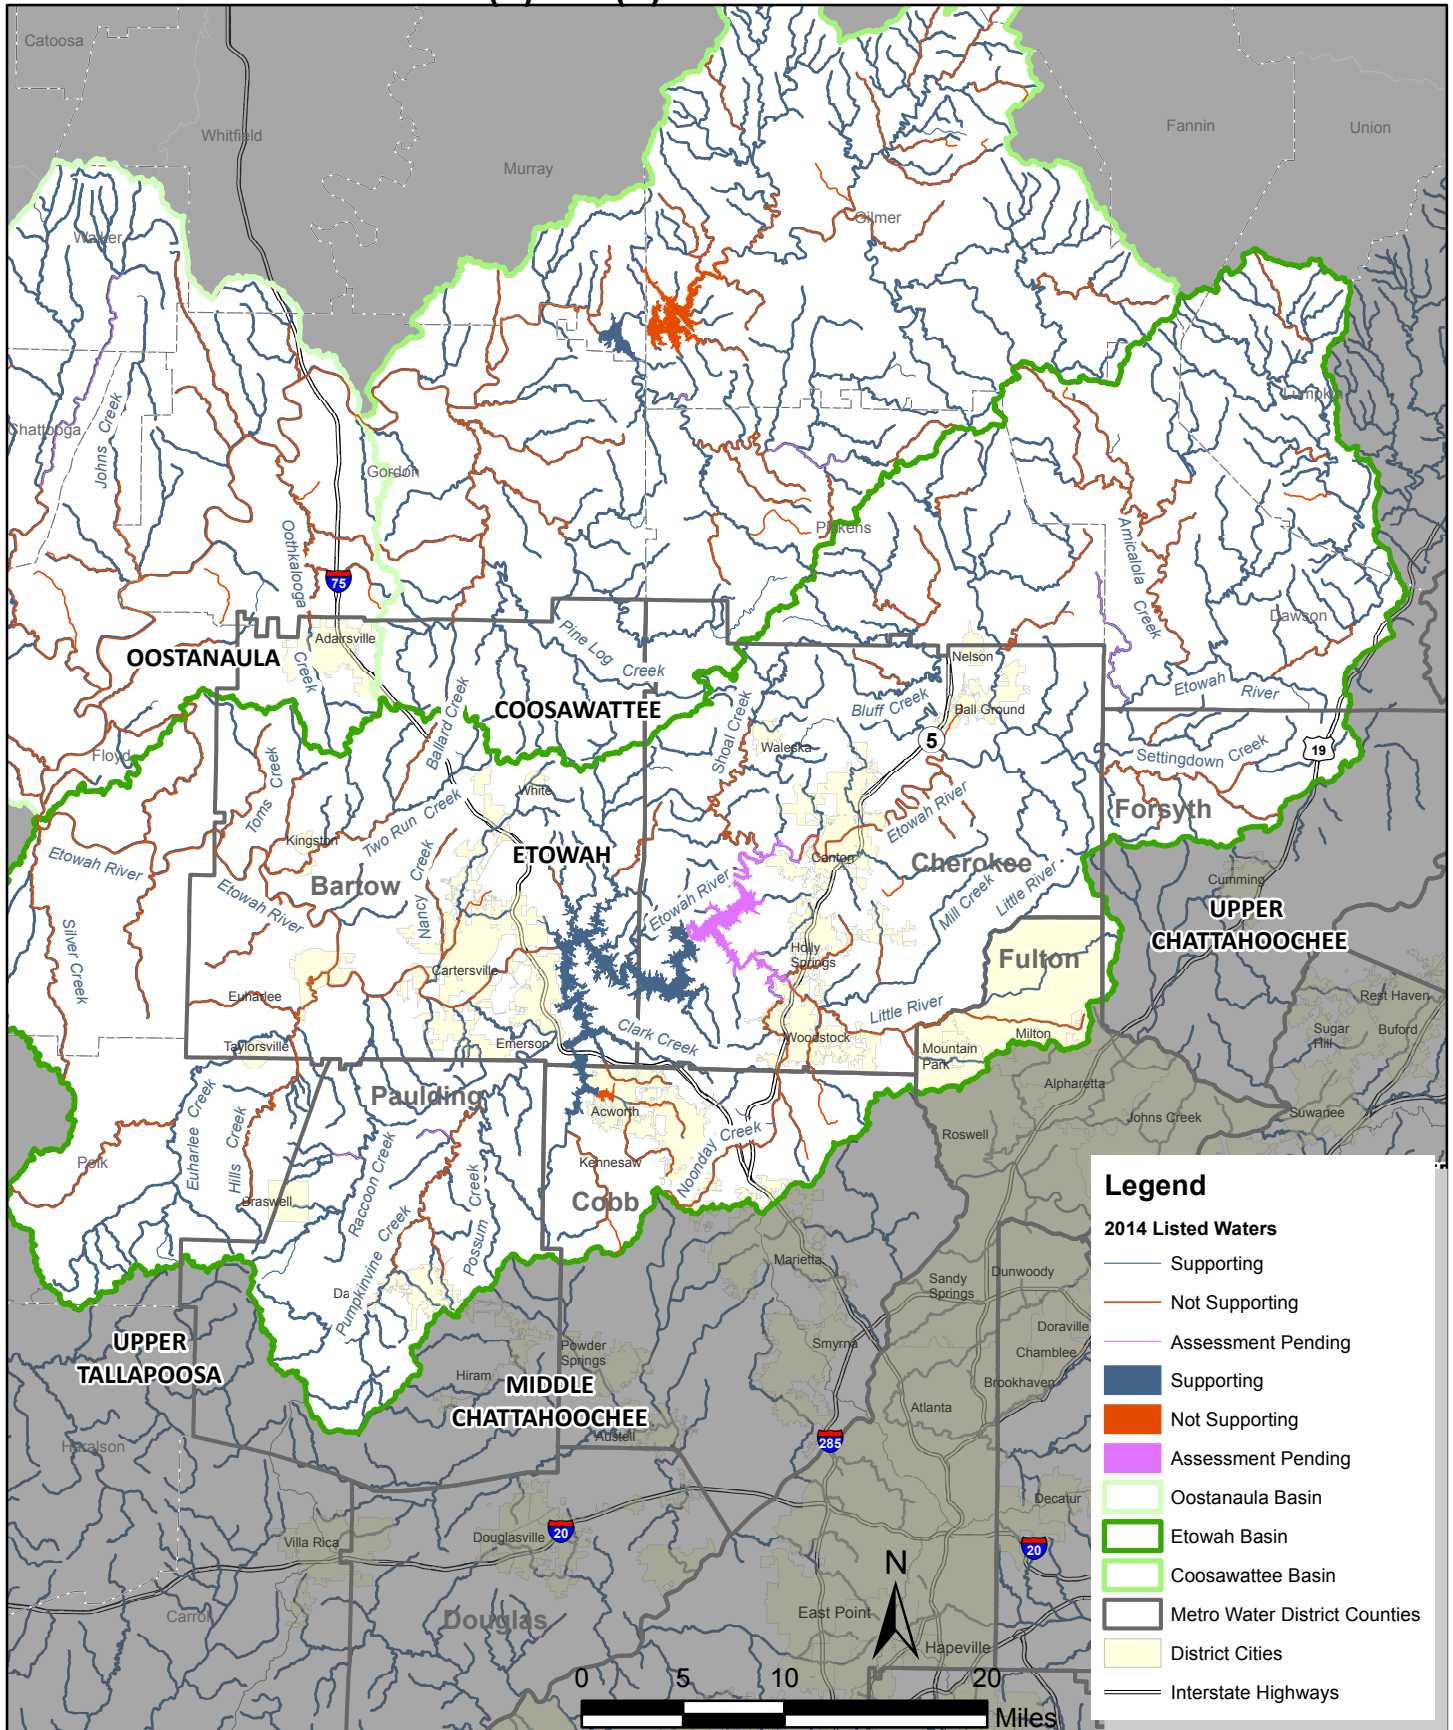 Catoosa
Whitfield
Murray
Fannin
Union
Walker
Gilmer
Chattooga
Johns Creek
Gordon
Lumpkin
Oothkalooga
Creek
75
Pickens
Amicalola
Creek
Dawson
Adairsville
OOSTANAULA
Pine Log
Creek
COOSAWATTEE
Nelson
Ball Ground
Bluff Creek
Etowah
River
Ballard Creek
Shoal Creek
Waleska
5
Settingdown Creek
19
Floyd
Toms Creek
White
Forsyth
Kingston
Two Run Creek
ETOWAH
Etowah River
Canton
Cherokee
Etowah River
Bartow
Etowah River
Nancy Creek
Etowah River
Mill Creek
Little River
Cumming
UPPER
CHATTAHOOCHEE
Silver Creek
Cartersville
Holly
Springs
Fulton
Euharlee
Little River
Rest Haven
Sugar
Hill
Buford
Taylorsville
Emerson
Clark Creek
Woodstock
Mountain
Park
Milton
Paulding
Alpharetta
Acworth
Johns Creek
Suwanee
Euharlee Creek
Hills Creek
Raccoon Creek
Possum Creek
Noonday Creek
Roswell
Polk
Kennesaw
Braswell
Cobb
Pumpkinvine Creek
Da
Marietta
Sandy
Springs
Dunwoody
Doraville
Chamblee
Brookhaven
UPPER
TALLAPOOSA
Powder
Springs
Smyrna
Hiram
MIDDLE
CHATTAHOOCHEE
Atlanta
Haralson
Austell
285
Decatur
Villa Rica
Douglasville
20
20
Carroll
Douglas
East Point
Hapeville
N
0 5 10 20
Miles
Legend
2014 Listed Waters
Supporting
Not Supporting
Assessment Pending
Supporting
Not Supporting
Assessment Pending
Oostanaula Basin
Etowah Basin
Coosawattee Basin
Metro Water District Counties
District Cities
Interstate Highways